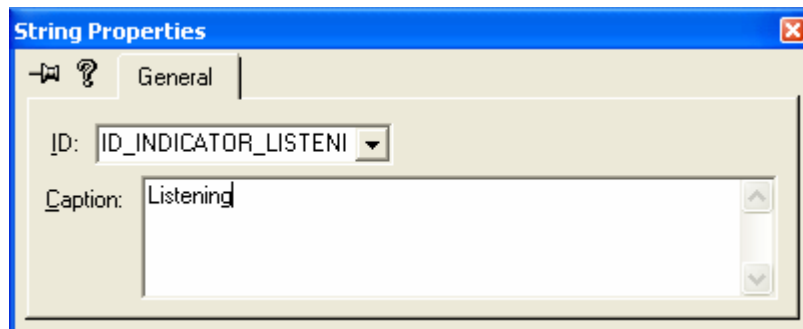 String Properties
? General
ID: ID_INDICATOR_LISTENI
Caption: Listening